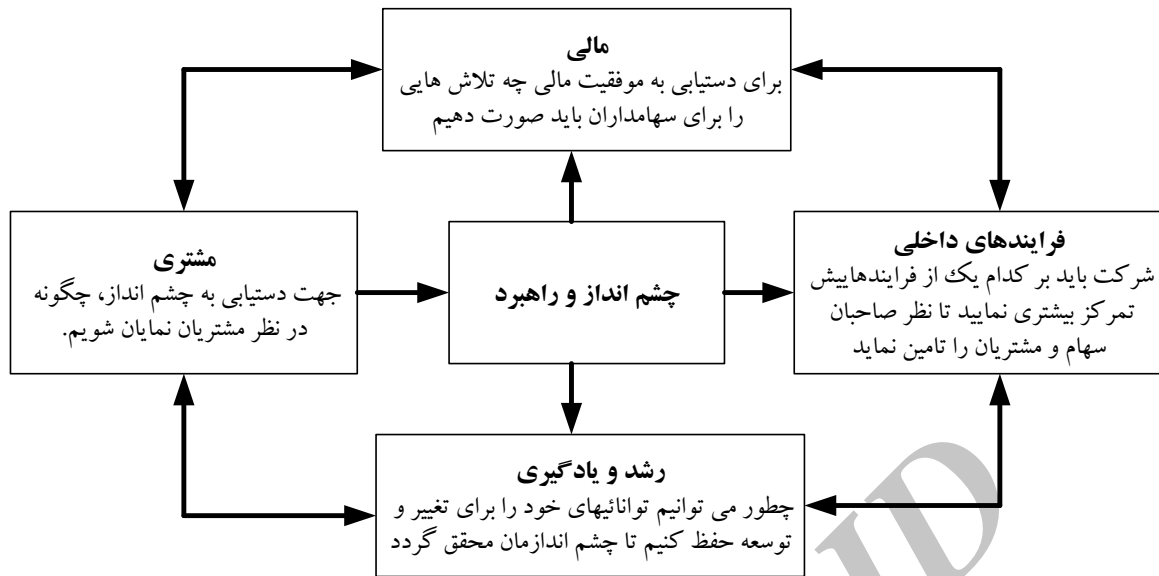 مالی
برای دستیابی به موفقیت مالی چه تلاش هایی
را برای سهامداران باید صورت دهیم
فرایندهای داخلی
شرکت باید بر کدام یک از فرایندهاییش
تمرکز بیشتری نمایید تا نظر صاحبان
سهام و مشتریان را تامین نماید
چشم انداز و راهبرد
مشتری
جهت دستیابی به چشم انداز، چگونه
در نظر مشتریان نمایان شویم.
رشد و یادگیری
چطور می توانیم توانائیهای خود را برای تغییر و
توسعه حفظ کنیم تا چشم اندازمان محقق گردد